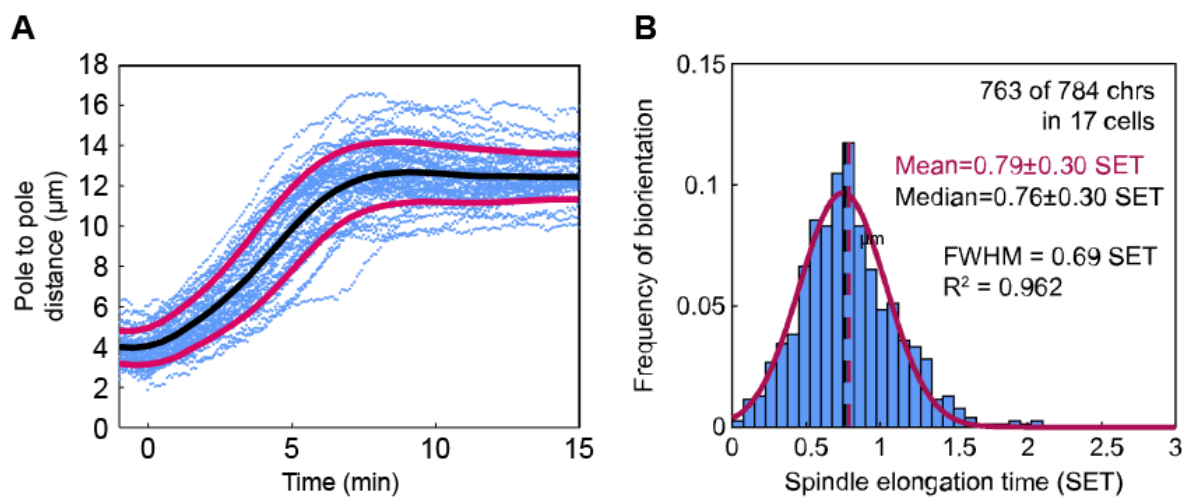 A
18
16
14
12
10
8
6
4
2
0
Pole to pole
distance (µm)
0
5
10
15
Time (min)
B
0.15
0.1
0.05
0
Frequency of biorientation
763 of 784 chrs
in 17 cells
Mean=0.79±0.30 SET
Median=0.76±0.30 SET
µm
FWHM = 0.69 SET
R² = 0.962
0
0.5
1
1.5
2
2.5
3
Spindle elongation time (SET)